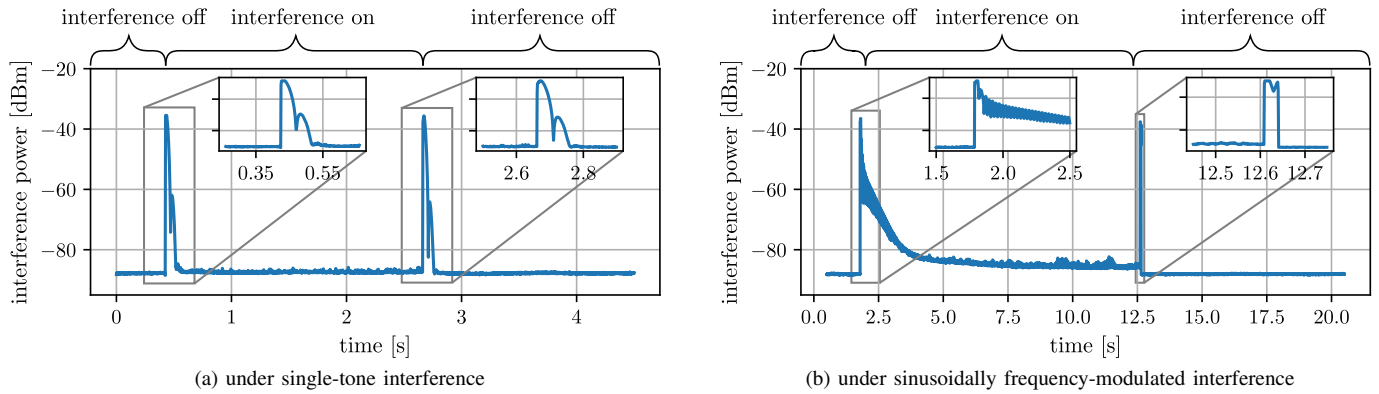 interference off interference on interference off
interference power [dBm]
−20
−40
−60
−80
0.35 0.55
2.6 2.8
0 1 2 3 4
time [s]
(a) under single-tone interference
interference off interference on interference off
interference power [dBm]
−20
−40
−60
−80
1.5 2.0 2.5
12.5 12.6 12.7
0.0 2.5 5.0 7.5 10.0 12.5 15.0 17.5 20.0
time [s]
(b) under sinusoidally frequency-modulated interference